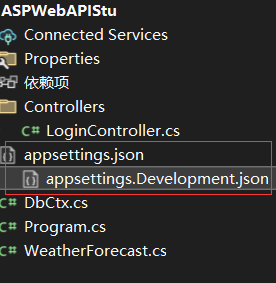 ASPWebAPIStu
Connected Services
Properties
依赖项
Controllers
LoginController.cs
appsettings.json
appsettings.Development.json
DbCtx.cs
Program.cs
WeatherForecast.cs